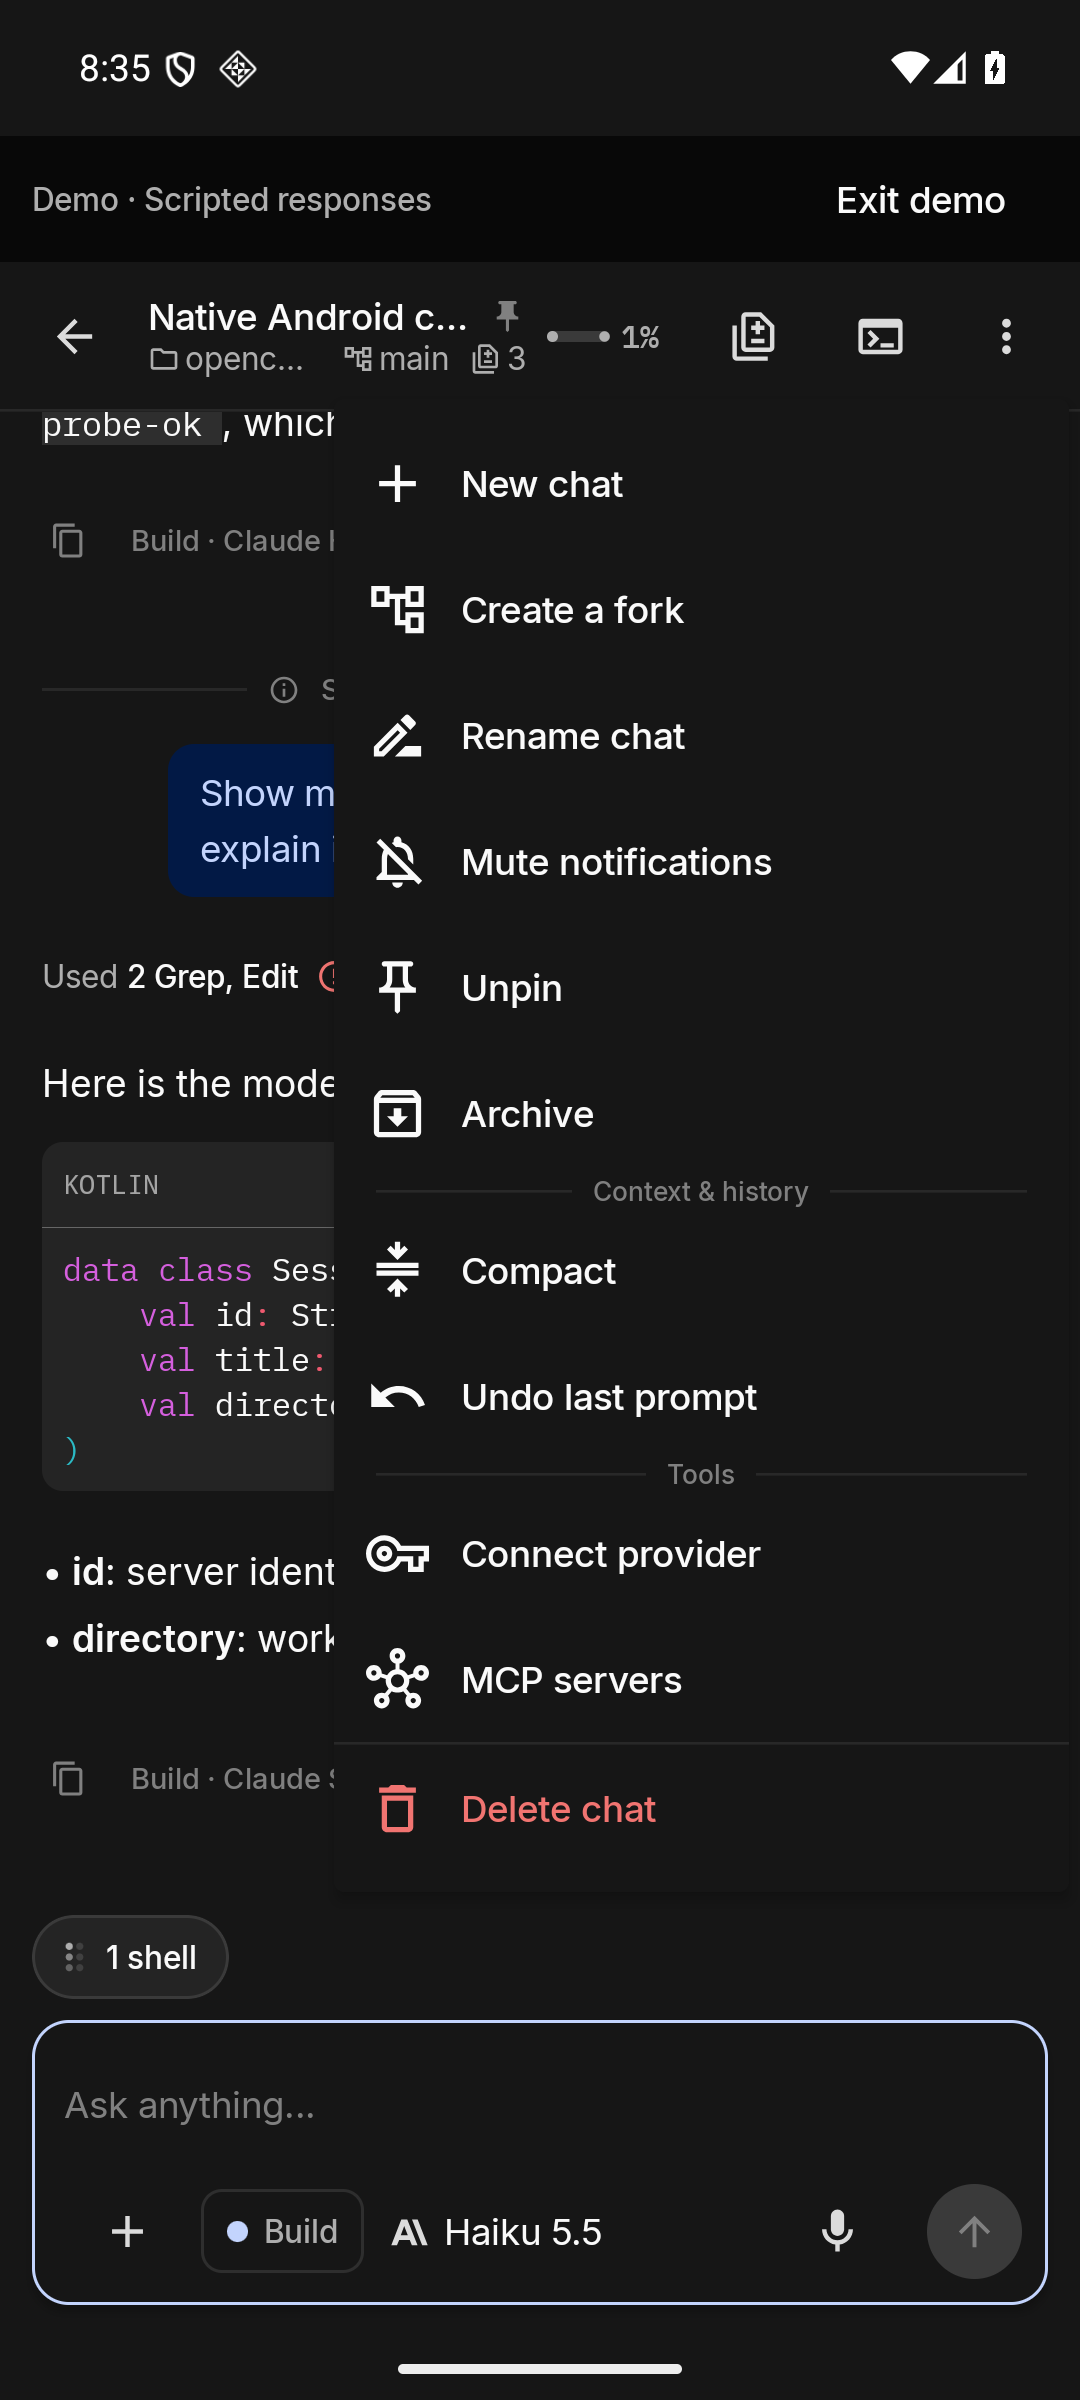 8:35
Demo · Scripted responses
Exit demo
Native Android c...
1%
openc...
main
3
probe-ok , which
New chat
Build · Claude
Create a fork
Rename chat
Show m
explain
Mute notifications
Used 2 Grep, Edit
Unpin
Here is the mode
Archive
KOTLIN
Context & history
data class Sess
Compact
val id: Str
val title:
val directo
Undo last prompt
)
Tools
• id: server ident
Connect provider
• directory: work
MCP servers
Build · Claude S
Delete chat
1 shell
Ask anything...
Build
Haiku 5.5